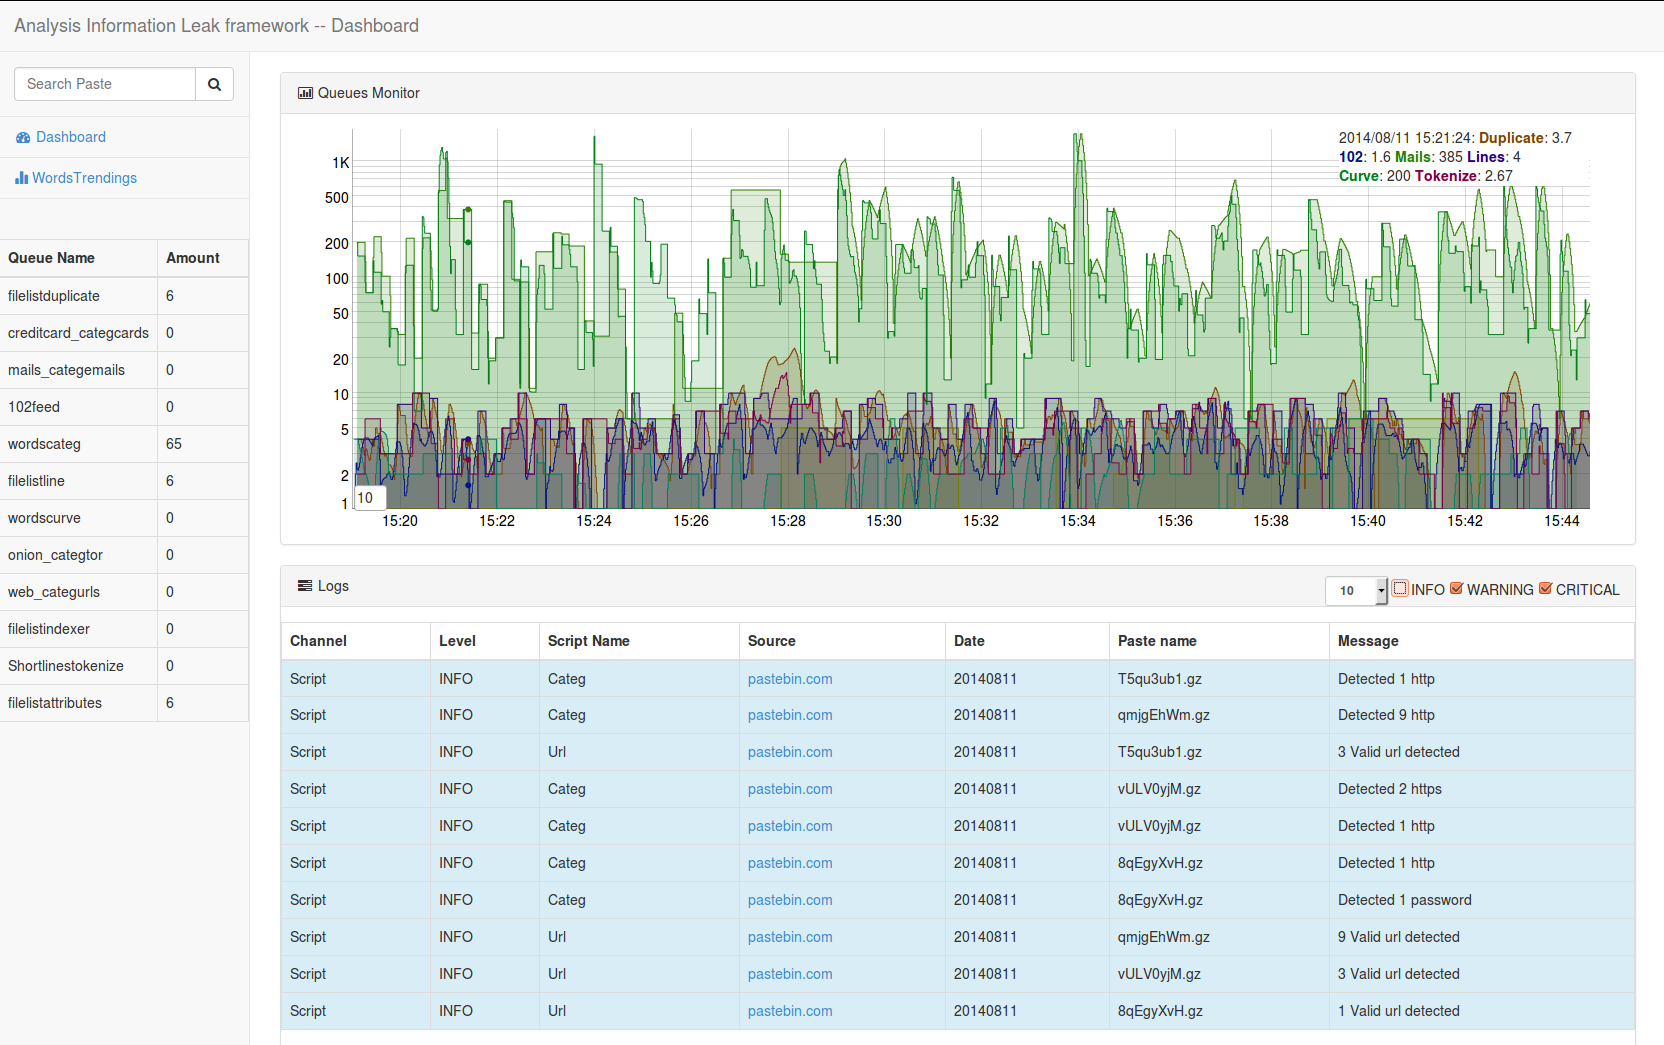 Analysis Information Leak framework -- Dashboard
Search Paste
Dashboard
WordsTrendings
Queue Name Amount
filelistduplicate 6
creditcard_categcards 0
mails_categemails 0
102feed 0
wordscateg 65
filelistline 6
wordscurve 0
onion_categtor 0
web_categurls 0
filelistindexer 0
Shortlinestokenize 0
filelistattributes 6
Queues Monitor
2014/08/11 15:21:24: Duplicate: 3.7
102: 1.6 Mails: 385 Lines: 4
Curve: 200 Tokenize: 2.67
1K
500
200
100
50
20
10
5
2
1
10
15:20 15:22 15:24 15:26 15:28 15:30 15:32 15:34 15:36 15:38 15:40 15:42 15:44
Logs
10 INFO WARNING CRITICAL
Channel Level Script Name Source Date Paste name Message
Script INFO Categ pastebin.com 20140811 T5qu3ub1.gz Detected 1 http
Script INFO Categ pastebin.com 20140811 qmjgEhWm.gz Detected 9 http
Script INFO Url pastebin.com 20140811 T5qu3ub1.gz 3 Valid url detected
Script INFO Categ pastebin.com 20140811 vULV0yjM.gz Detected 2 https
Script INFO Categ pastebin.com 20140811 vULV0yjM.gz Detected 1 http
Script INFO Categ pastebin.com 20140811 8qEgyXvH.gz Detected 1 http
Script INFO Categ pastebin.com 20140811 8qEgyXvH.gz Detected 1 password
Script INFO Url pastebin.com 20140811 qmjgEhWm.gz 9 Valid url detected
Script INFO Url pastebin.com 20140811 vULV0yjM.gz 3 Valid url detected
Script INFO Url pastebin.com 20140811 8qEgyXvH.gz 1 Valid url detected